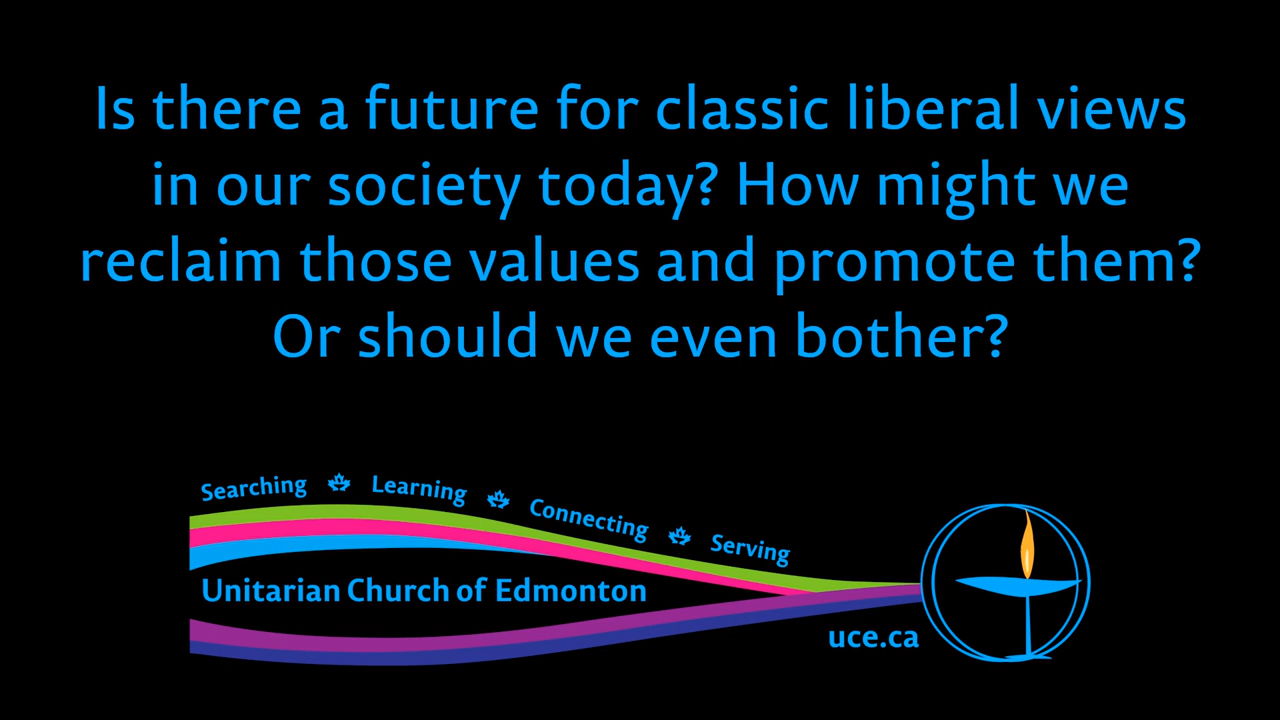 Is there a future for classic liberal views
in our society today? How might we
reclaim those values and promote them?
Or should we even bother?
Searching Learning Connecting Serving
Unitarian Church of Edmonton
uce.ca